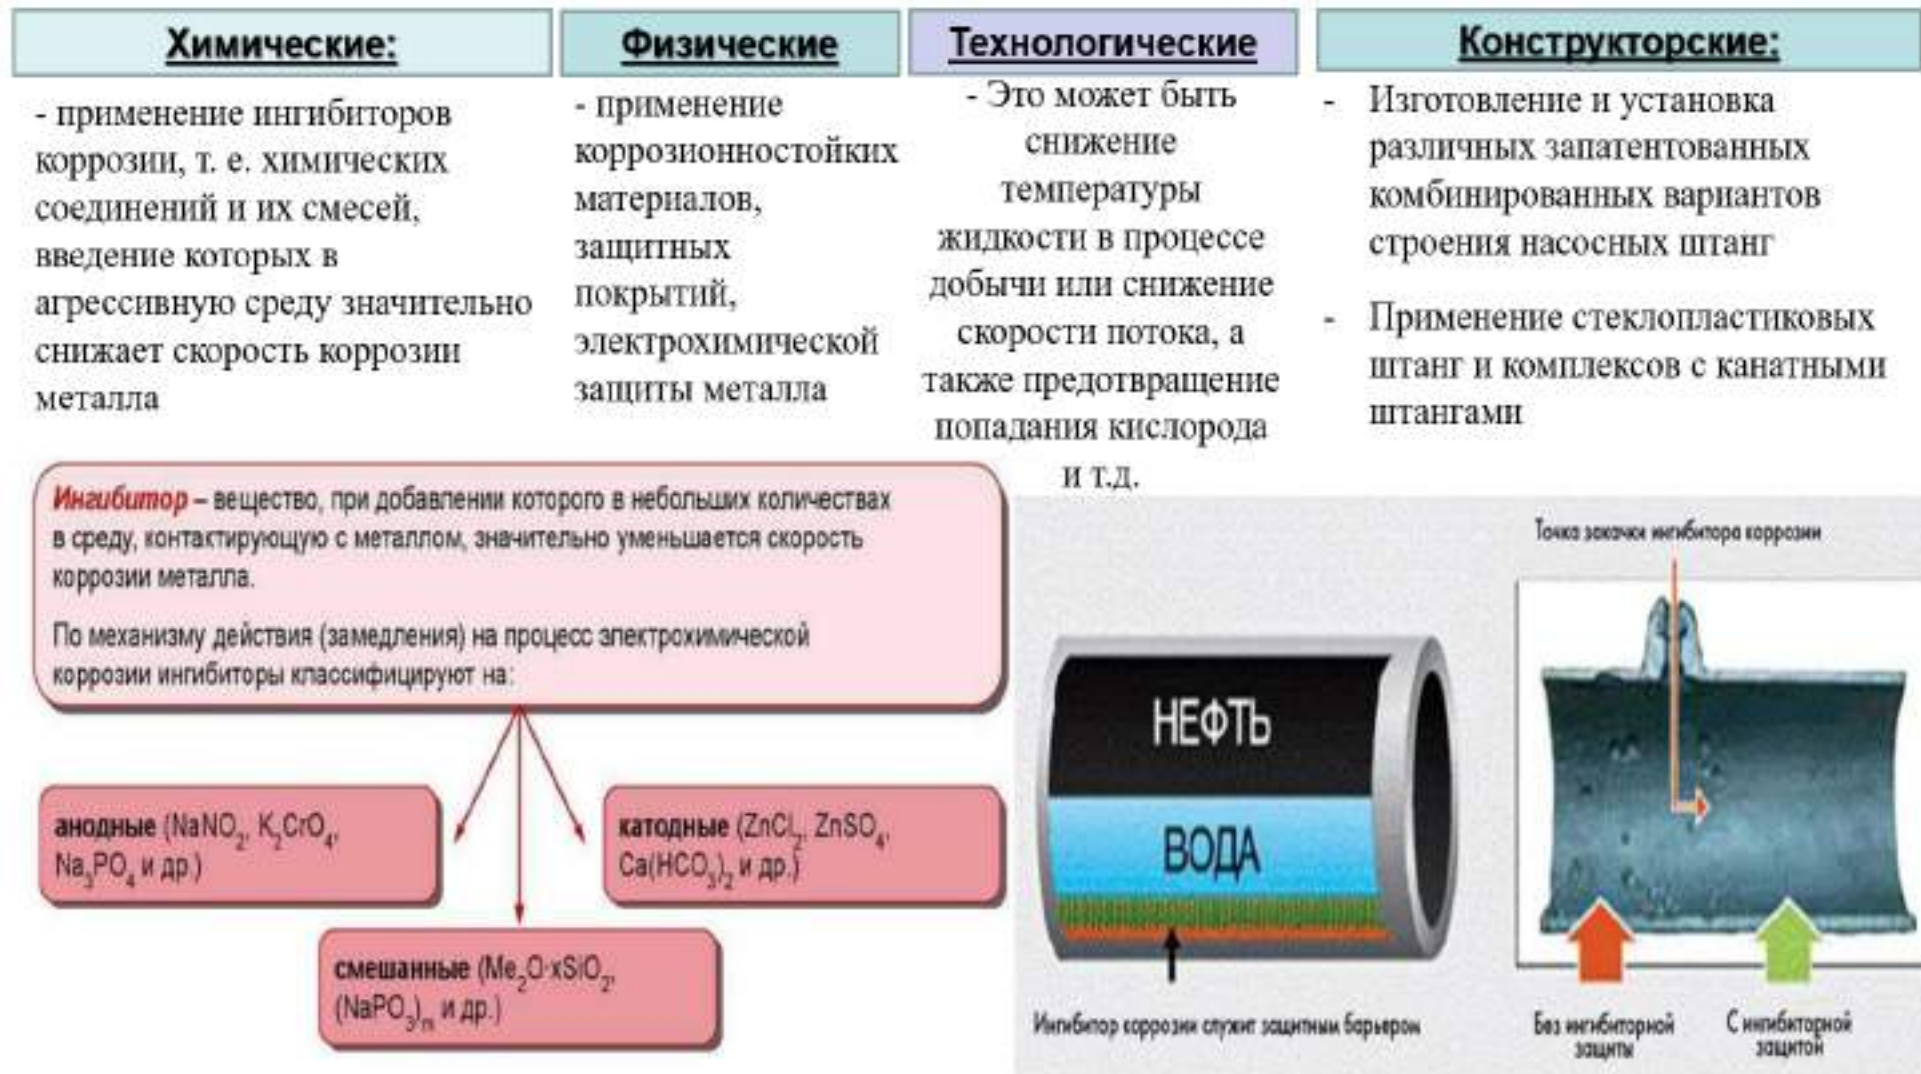 Химические:
- применение ингибиторов
коррозии, т. е. химических
соединений и их смесей,
введение которых в
агрессивную среду значительно
снижает скорость коррозии
металла
Физические
- применение
коррозионностойких
материалов,
защитных
покрытий,
электрохимической
защиты металла
Технологические
- Это может быть
снижение
температуры
жидкости в процессе
добычи или снижение
скорости потока, а
также предотвращение
попадания кислорода
и т.д.
Конструкторские:
- Изготовление и установка
различных запатентованных
комбинированных вариантов
строения насосных штанг
- Применение стеклопластиковых
штанг и комплексов с канатными
штангами
Ингибитор – вещество, при добавлении которого в небольших количествах
в среду, контактирующую с металлом, значительно уменьшается скорость
коррозии металла.
По механизму действия (замедления) на процесс электрохимической
коррозии ингибиторы классифицируют на:
анодные (NaNO₂, K₂CrO₄,
Na₃PO₄ и др.)
катодные (ZnCl₂, ZnSO₄,
Ca(HCO₃)₂ и др.)
смешанные (Me₂O·xSiO₂,
(NaPO₃)ₙ и др.)
НЕФТЬ
ВОДА
Ингибитор коррозии служит защитным барьером
Точка закачки ингибитора коррозии
Без ингибиторной
защиты
С ингибиторной
защитой